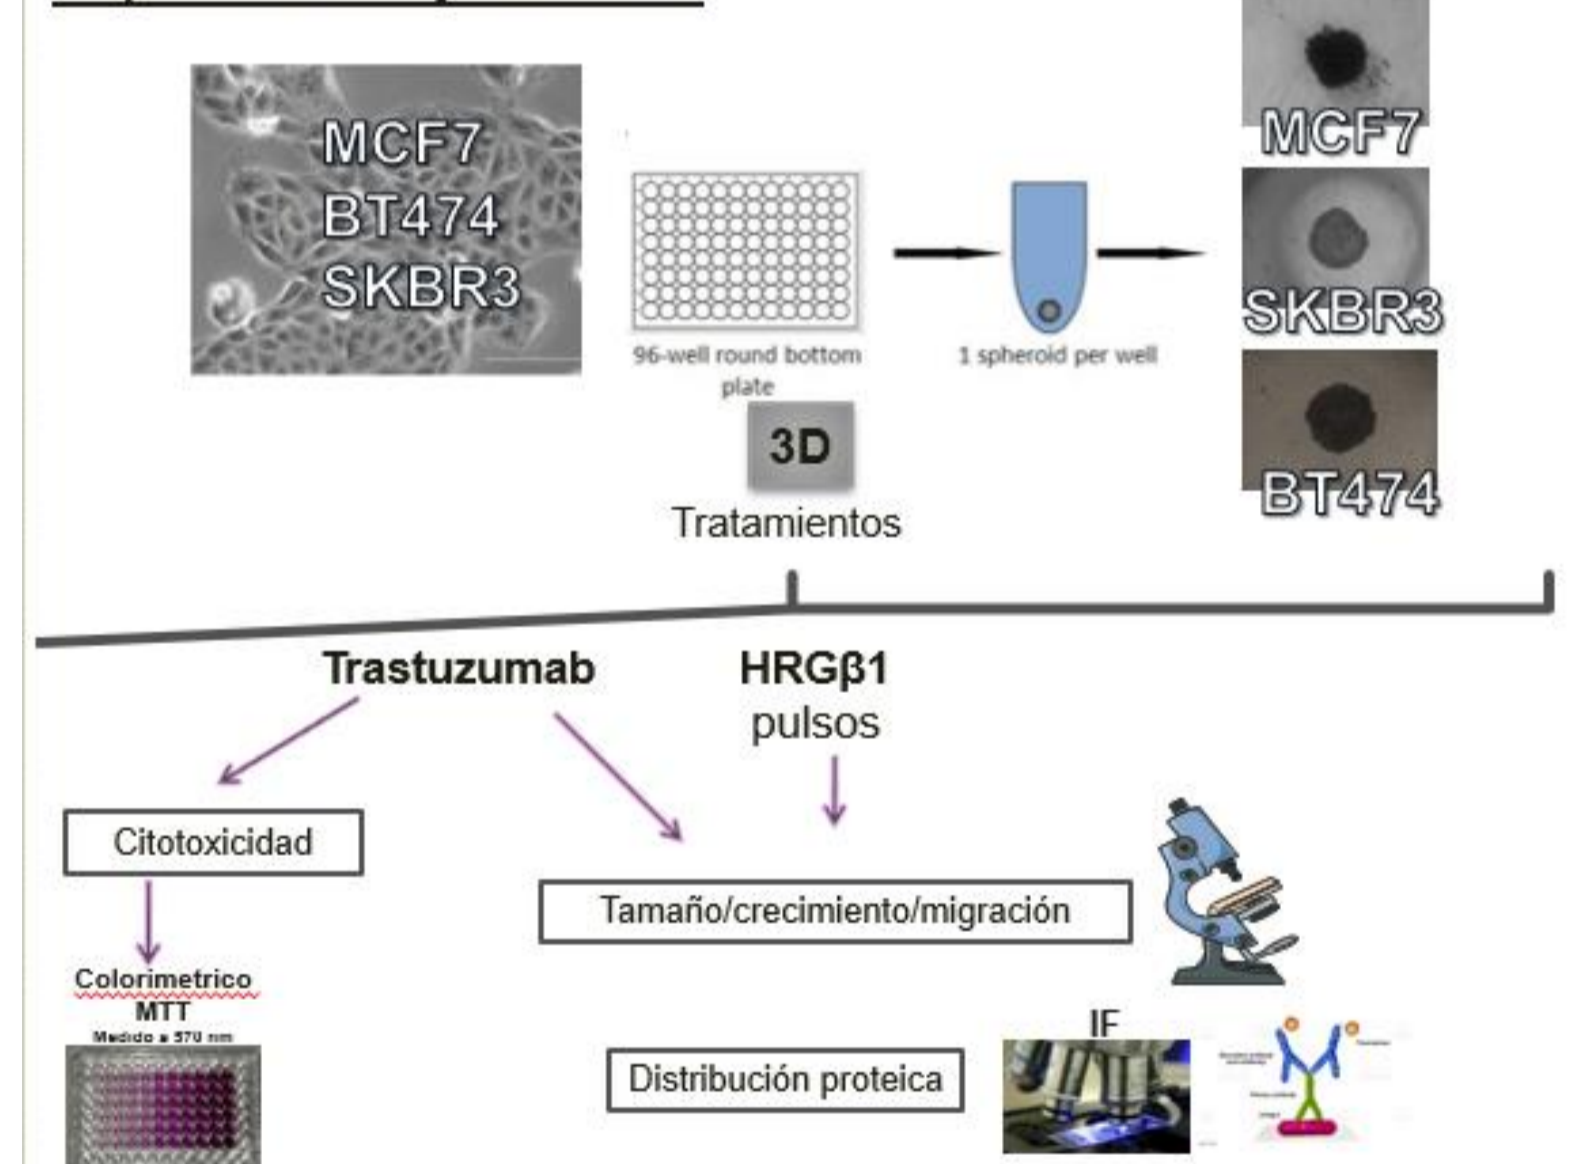 MCF7
BT474
SKBR3
96-well round bottom
plate
1 spheroid per well
MCF7
SKBR3
BT474
3D
Tratamientos
Trastuzumab
HRGβ1
pulsos
Citotoxicidad
Tamaño/crecimiento/migración
Colorimetrico
MTT
Medido a 570 nm
IF
Distribución proteica